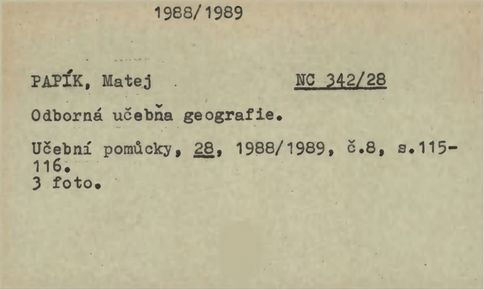 1988/1989
PAPÍK, Matej NC 342/28
Odborná učebňa geografie.
Učební pomůcky, 28, 1988/1989, č.8, s.115-
116.
3 foto.